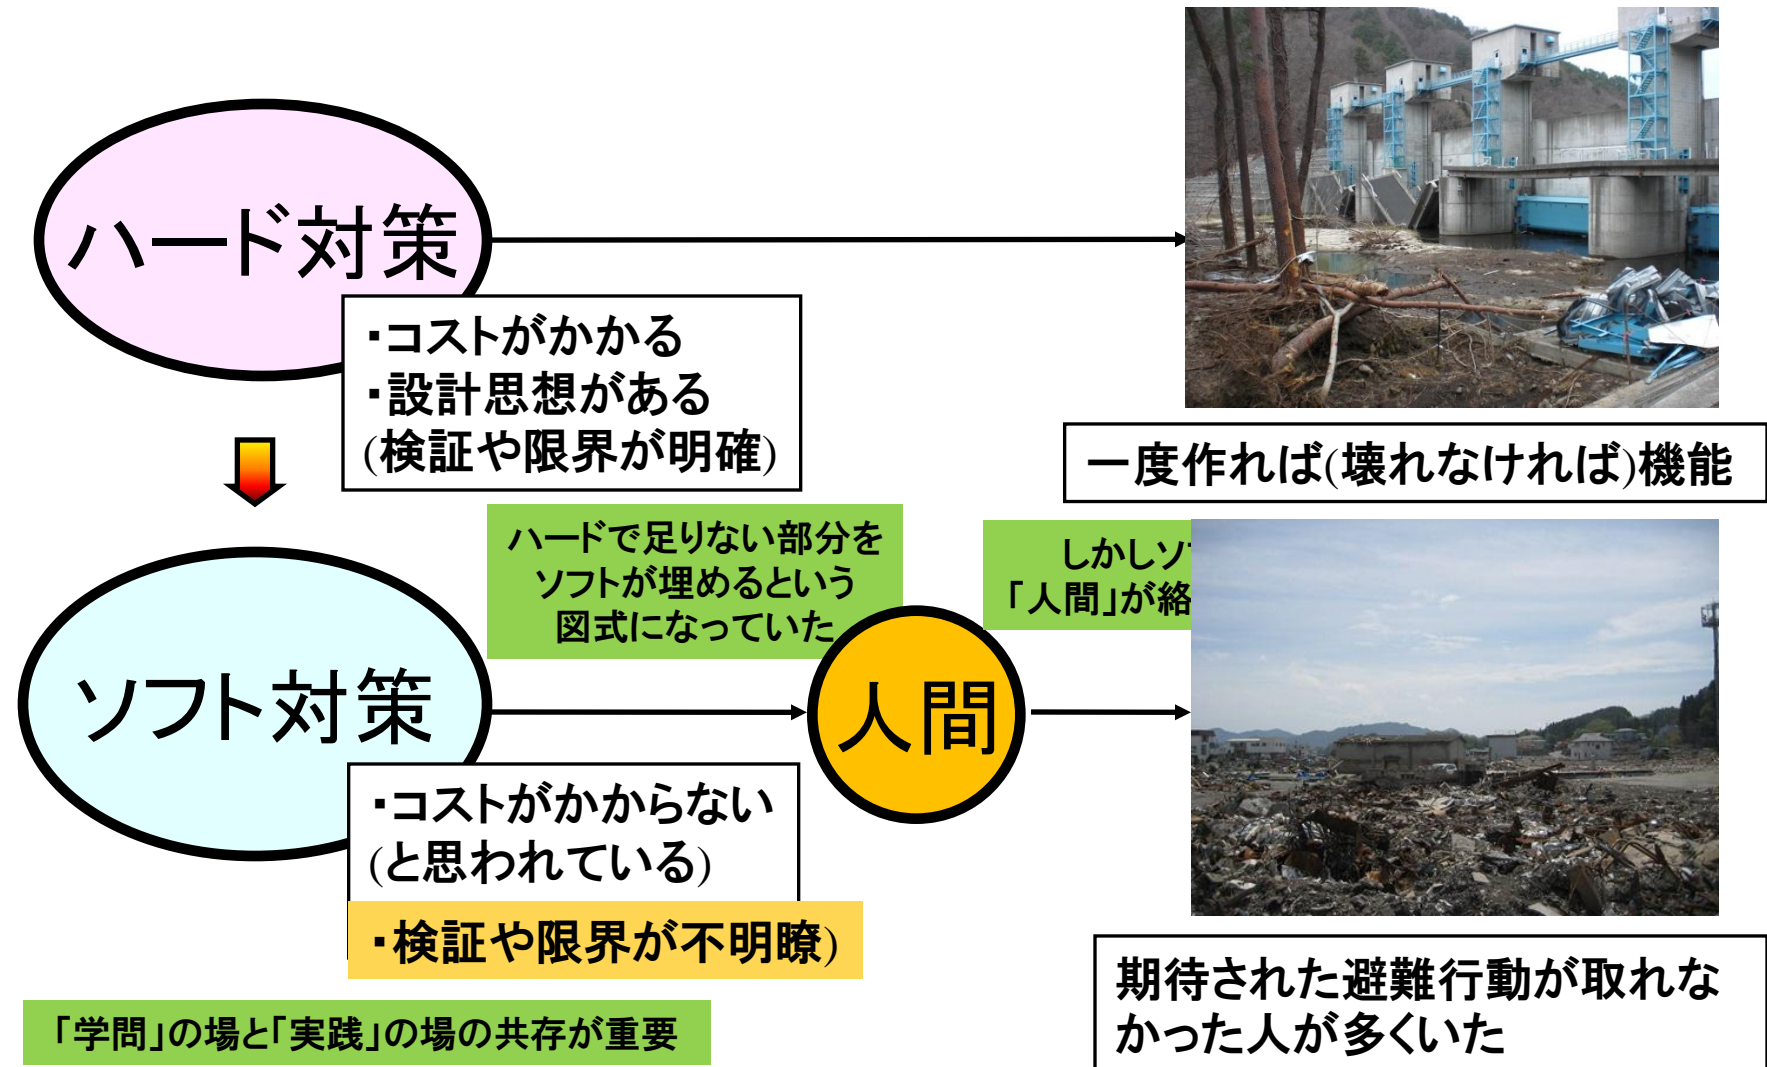 ハード対策
・コストがかかる
・設計思想がある
(検証や限界が明確)
一度作れば(壊れなければ)機能
ハードで足りない部分を
ソフトが埋めるという
図式になっていた
しかしソ
「人間」が絡
ソフト対策
人間
・コストがかからない
(と思われている)
・検証や限界が不明瞭)
期待された避難行動が取れな
かった人が多くいた
「学問」の場と「実践」の場の共存が重要